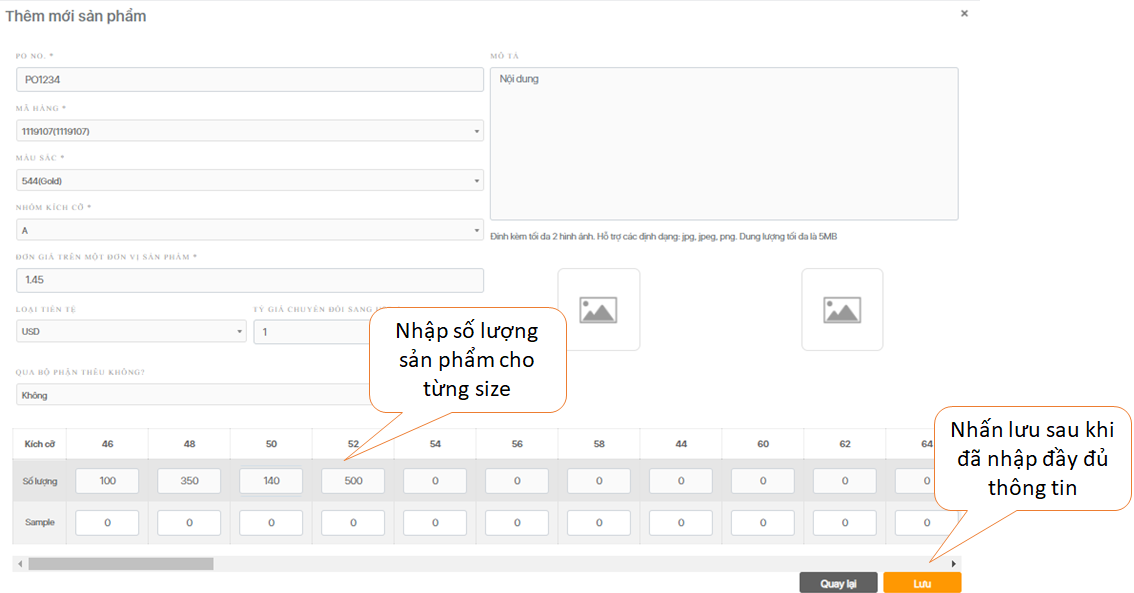 Thêm mới sản phẩm
×
PO NO. *
PO1234
MÃ HÀNG *
1119107(1119107)
MÀU SẮC *
544(Gold)
NHÓM KÍCH CỠ *
A
ĐƠN GIÁ TRÊN MỘT ĐƠN VỊ SẢN PHẨM *
1.45
LOẠI TIỀN TỆ
USD
TỶ GIÁ CHUYỂN ĐỔI SANG
1
QUA BỘ PHẬN THÊU KHÔNG?
Không
MÔ TẢ
Nội dung
Đính kèm tối đa 2 hình ảnh. Hỗ trợ các định dạng: jpg, jpeg, png. Dung lượng tối đa là 5MB
Nhập số lượng
sản phẩm cho
từng size
Kích cỡ 46 48 50 52 54 56 58 44 60 62 64
Số lượng 100 350 140 500 0 0 0 0 0 0 0
Sample 0 0 0 0 0 0 0 0 0 0 0
Nhấn lưu sau khi
đã nhập đầy đủ
thông tin
Quay lại
Lưu